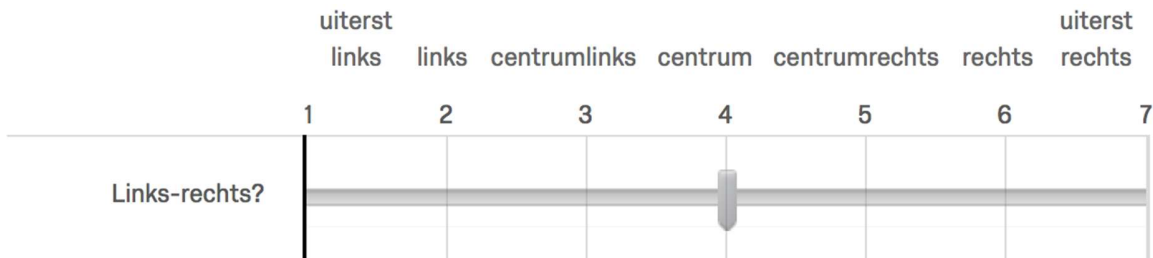 uiterst uiterst
links links centrumlinks centrum centrumrechts rechts rechts
1 2 3 4 5 6 7
Links-rechts?